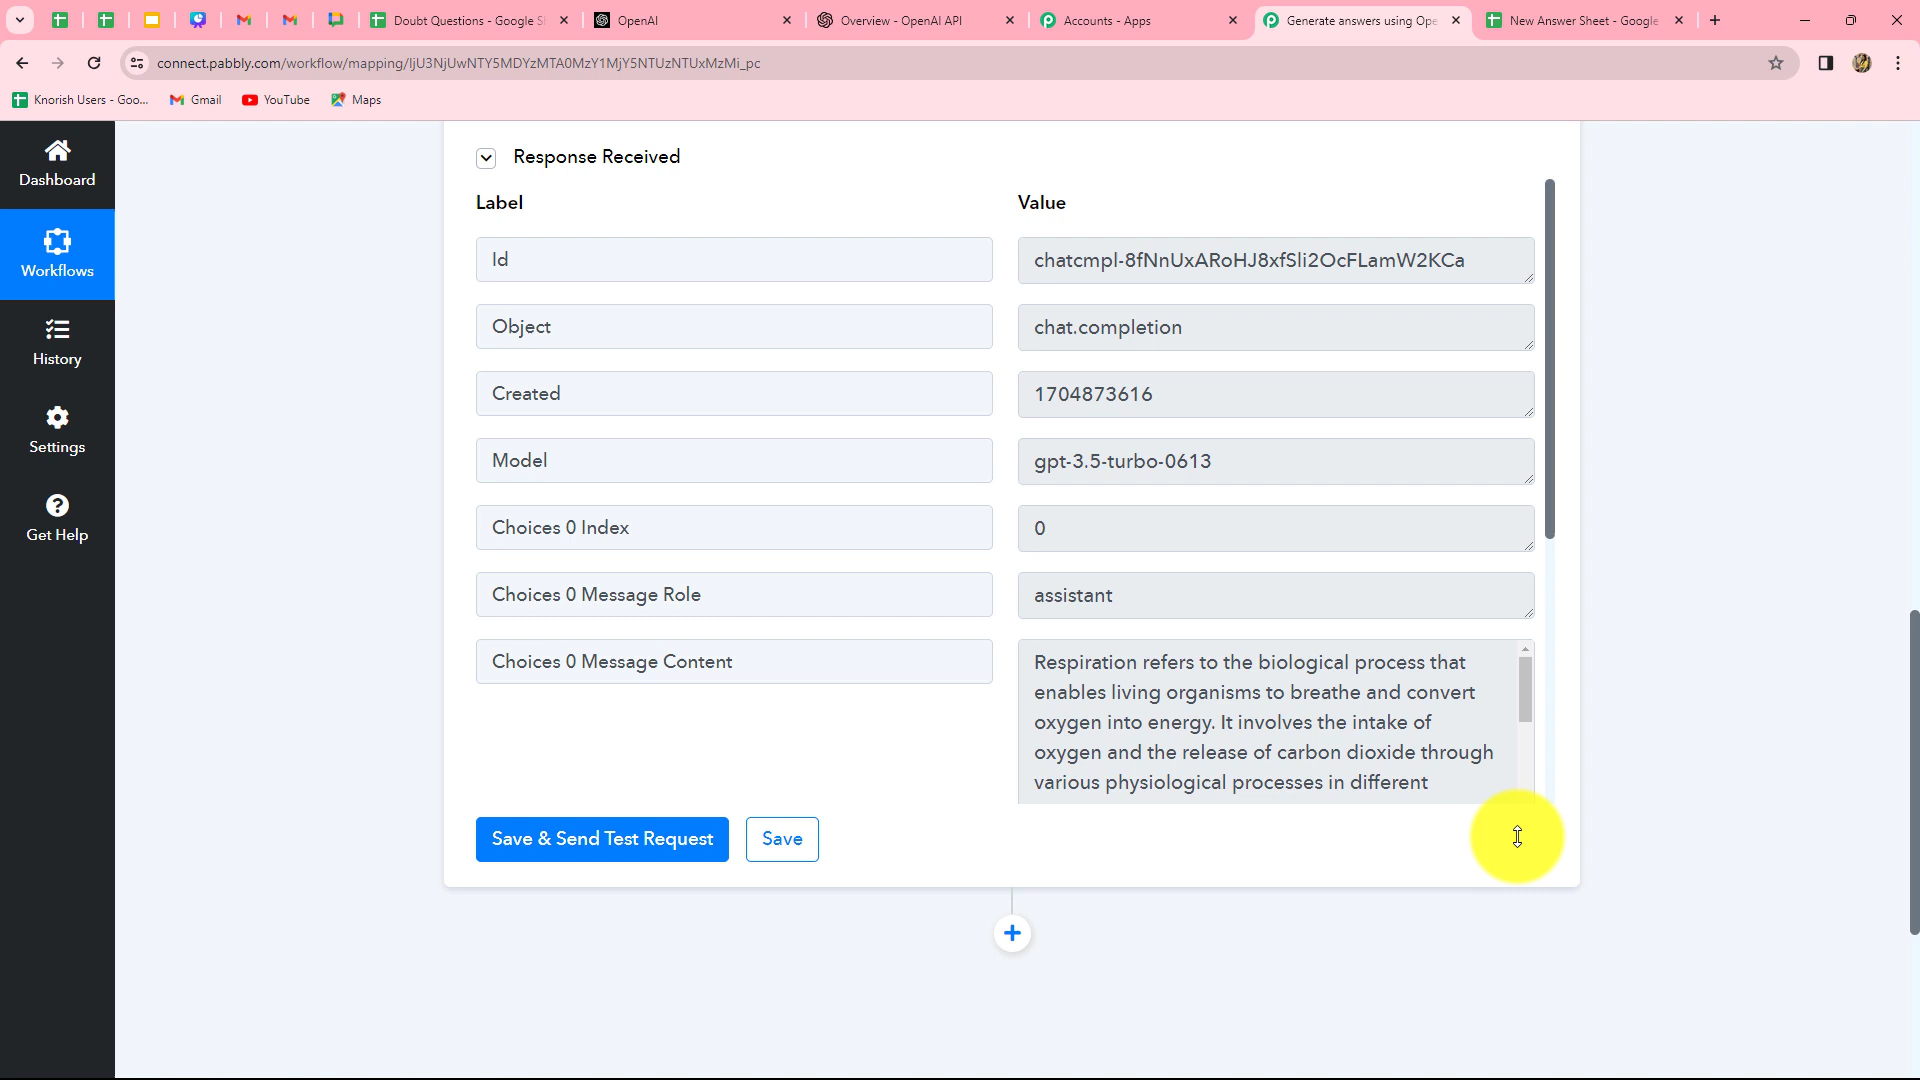 Doubt Questions - Google S
OpenAI
Overview - OpenAI API
Accounts - Apps
Generate answers using Ope
New Answer Sheet - Google
connect.pabbly.com/workflow/mapping/IjU3NjUwNTY5MDYzMTA0MzY1MjY5NTUzNTUxMzMi_pc
Knorish Users - Goo...
Gmail
YouTube
Maps
Dashboard
Workflows
History
Settings
Get Help
Response Received
Label
Value
Id
chatcmpl-8fNnUxARoHJ8xfSli2OcFLamW2KCa
Object
chat.completion
Created
1704873616
Model
gpt-3.5-turbo-0613
Choices 0 Index
0
Choices 0 Message Role
assistant
Choices 0 Message Content
Respiration refers to the biological process that
enables living organisms to breathe and convert
oxygen into energy. It involves the intake of
oxygen and the release of carbon dioxide through
various physiological processes in different
Save & Send Test Request
Save